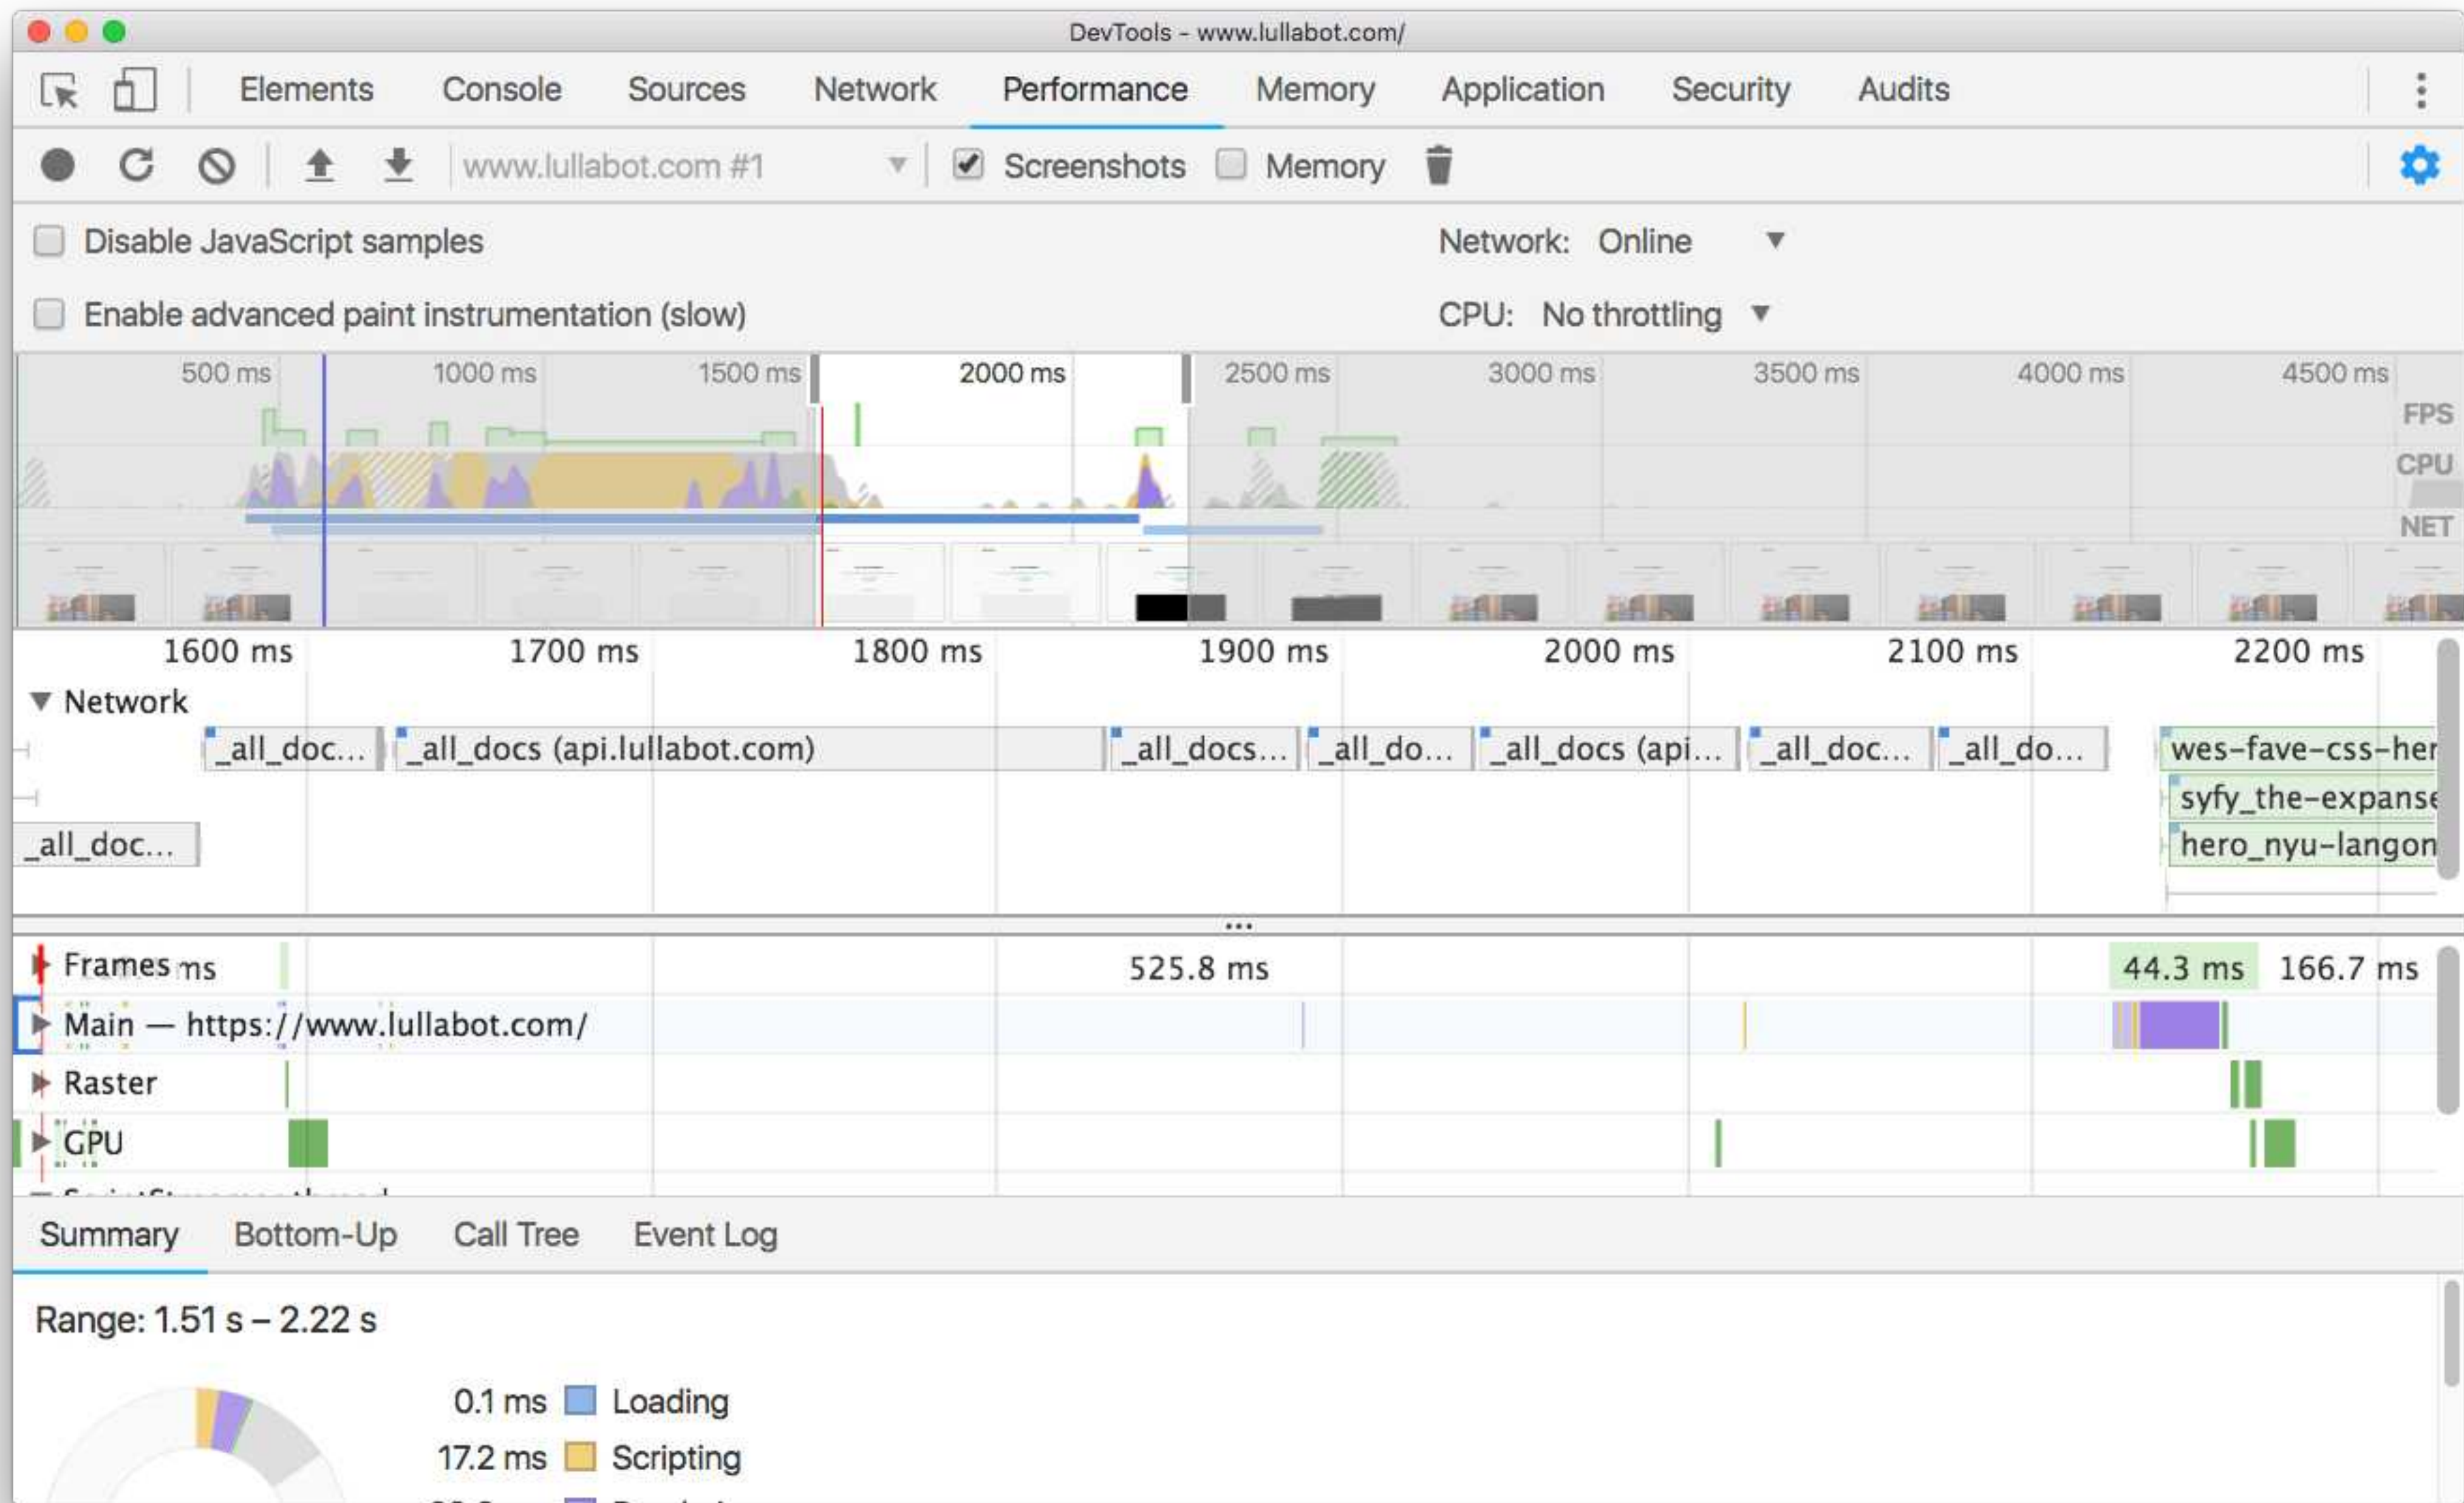 DevTools - www.lullabot.com/
Elements Console Sources Network Performance Memory Application Security Audits
www.lullabot.com #1 Screenshots Memory
Disable JavaScript samples Network: Online
Enable advanced paint instrumentation (slow) CPU: No throttling
500 ms 1000 ms 1500 ms 2000 ms 2500 ms 3000 ms 3500 ms 4000 ms 4500 ms
FPS
CPU
NET
1600 ms 1700 ms 1800 ms 1900 ms 2000 ms 2100 ms 2200 ms
Network
_all_doc... _all_docs (api.lullabot.com) _all_docs... _all_do... _all_docs (api... _all_doc... _all_do... wes-fave-css-her
syfy_the-expanse
_all_doc... hero_nyu-langon
...
Frames ms 525.8 ms 44.3 ms 166.7 ms
Main — https://www.lullabot.com/
Raster
GPU
Summary Bottom-Up Call Tree Event Log
Range: 1.51 s – 2.22 s
0.1 ms Loading
17.2 ms Scripting